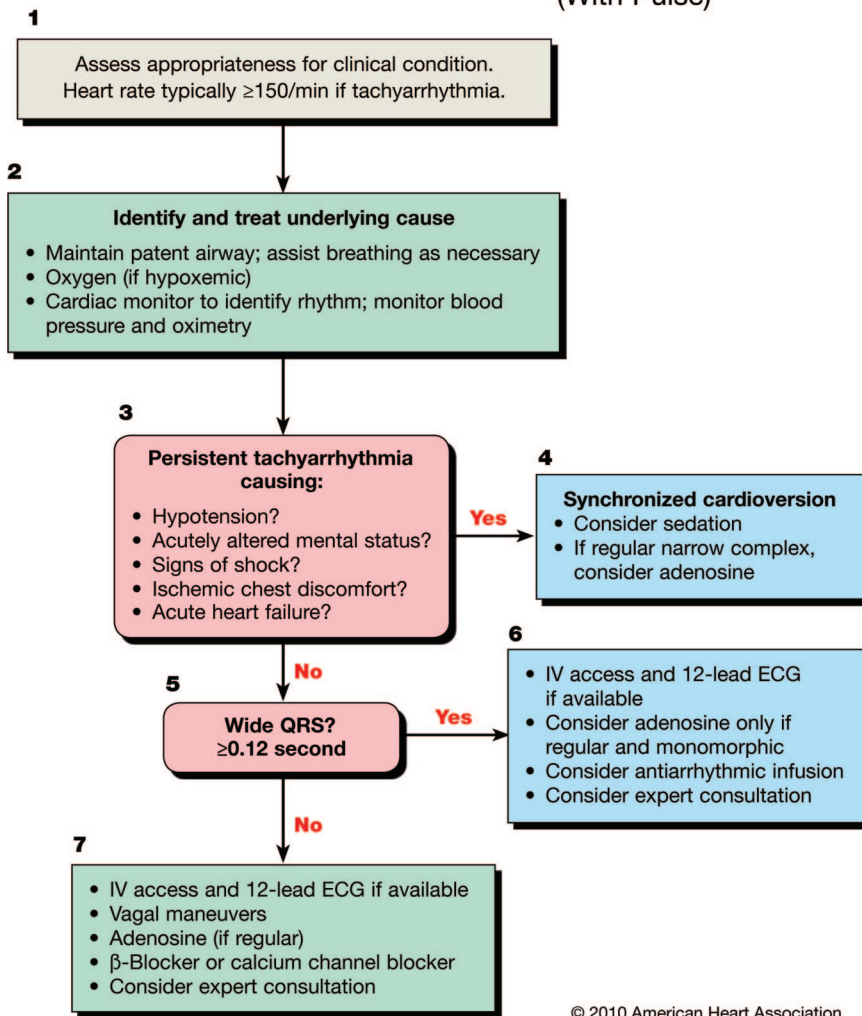 (With Pulse)
1
Assess appropriateness for clinical condition.
Heart rate typically ≥150/min if tachyarrhythmia.
2
Identify and treat underlying cause
• Maintain patent airway; assist breathing as necessary
• Oxygen (if hypoxemic)
• Cardiac monitor to identify rhythm; monitor blood
pressure and oximetry
3
Persistent tachyarrhythmia
causing:
• Hypotension?
• Acutely altered mental status?
• Signs of shock?
• Ischemic chest discomfort?
• Acute heart failure?
Yes
4
Synchronized cardioversion
• Consider sedation
• If regular narrow complex,
consider adenosine
No
5
Wide QRS?
≥0.12 second
Yes
6
• IV access and 12-lead ECG
if available
• Consider adenosine only if
regular and monomorphic
• Consider antiarrhythmic infusion
• Consider expert consultation
No
7
• IV access and 12-lead ECG if available
• Vagal maneuvers
• Adenosine (if regular)
• β-Blocker or calcium channel blocker
• Consider expert consultation
© 2010 American Heart Association